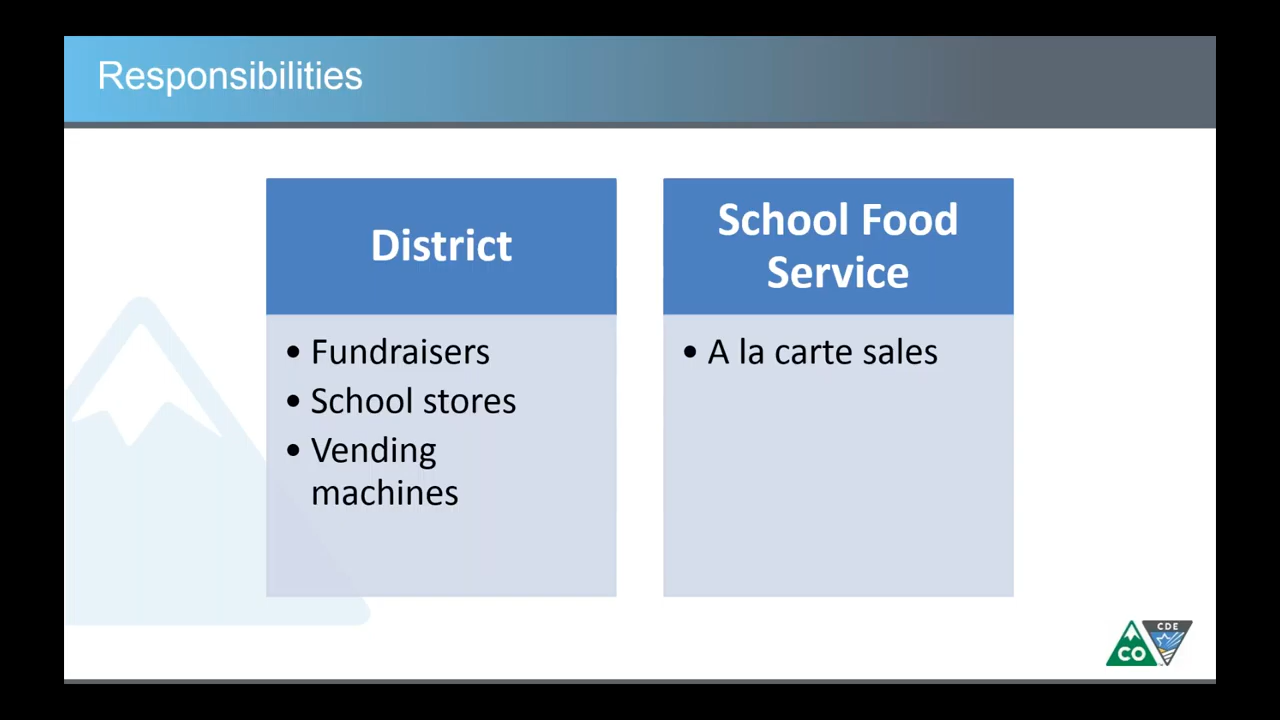 Responsibilities
District
• Fundraisers
• School stores
• Vending
machines
School Food
Service
• A la carte sales
CO
CDE